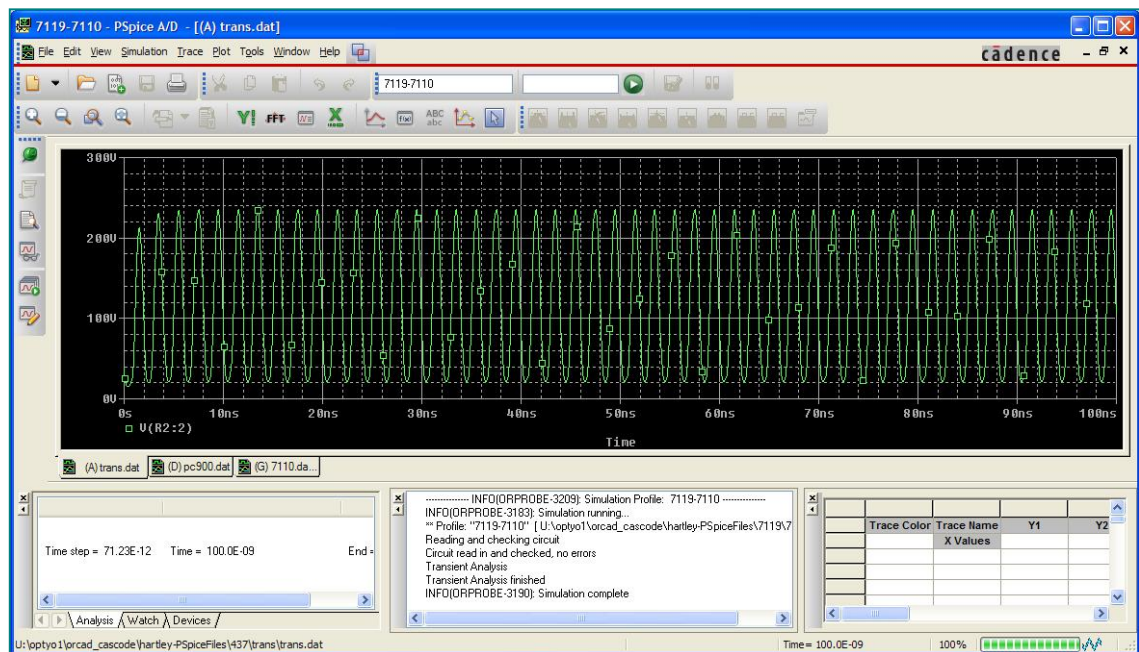 7119-7110 - PSpice A/D - [(A) trans.dat]
File Edit View Simulation Trace Plot Tools Window Help
cādence
7119-7110
FFT
ABC
abc
300V
200V
100V
0V
0s 10ns 20ns 30ns 40ns 50ns 60ns 70ns 80ns 90ns 100ns
V(R2:2)
Time
(A) trans.dat (D) pc900.dat (G) 7110.da...
Time step = 71.23E-12 Time = 100.0E-09 End =
Analysis Watch Devices
--------------- INFO(ORPROBE-3209): Simulation Profile: 7119-7110 ---------------
INFO(ORPROBE-3183): Simulation running...
** Profile: "7119-7110" [ U:\optyo1\orcad_cascode\hartley-PSpiceFiles\7119\7
Reading and checking circuit
Circuit read in and checked, no errors
Transient Analysis
Transient Analysis finished
INFO(ORPROBE-3190): Simulation complete
Trace Color Trace Name Y1 Y2
X Values
U:\optyo1\orcad_cascode\hartley-PSpiceFiles\437\trans\trans.dat Time= 100.0E-09 100%